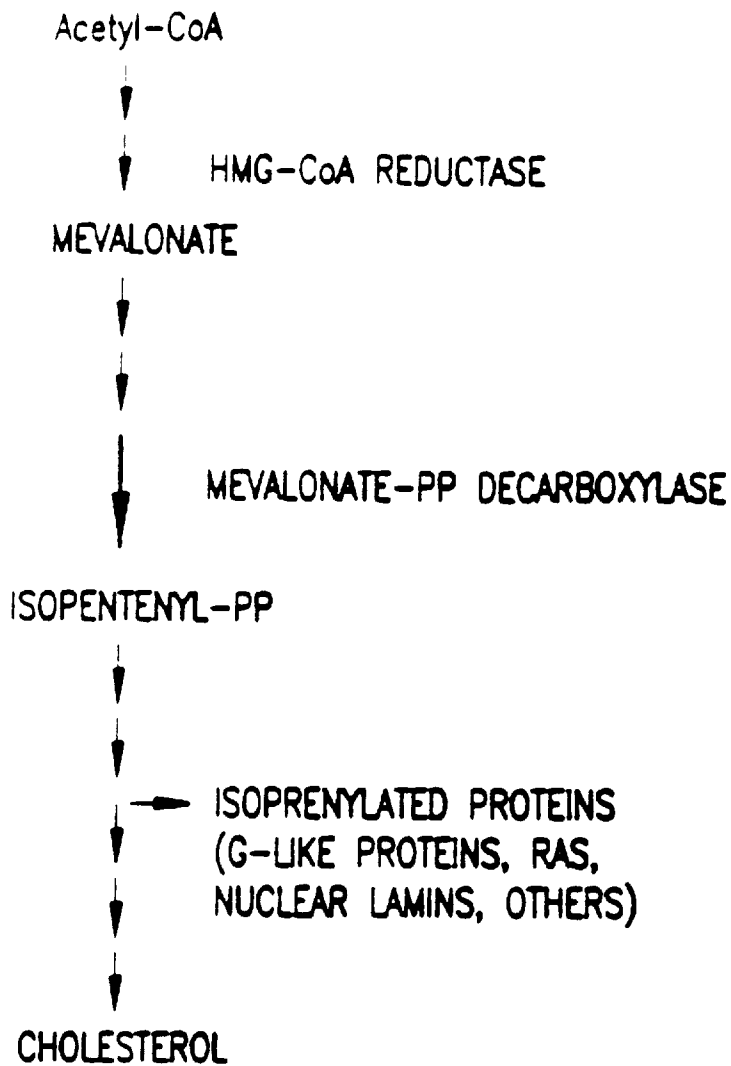 Acetyl-CoA
HMG-CoA REDUCTASE
MEVALONATE
MEVALONATE-PP DECARBOXYLASE
ISOPENTENYL-PP
ISOPRENYLATED PROTEINS
(G-LIKE PROTEINS, RAS,
NUCLEAR LAMINS, OTHERS)
CHOLESTEROL